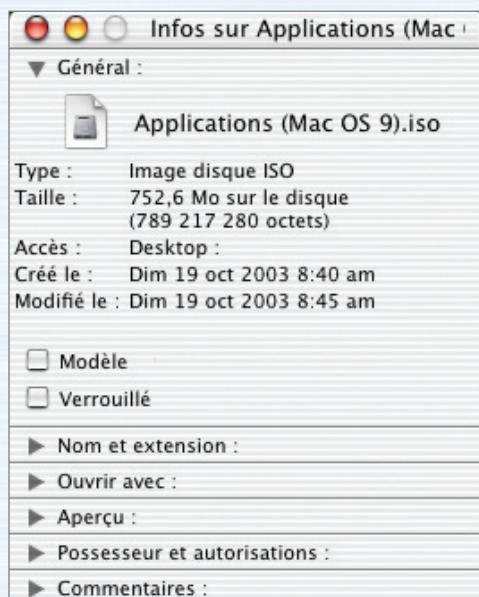 Infos sur Applications (Mac
Général :
Applications (Mac OS 9).iso
Type : Image disque ISO
Taille : 752,6 Mo sur le disque
(789 217 280 octets)
Accès : Desktop :
Créé le : Dim 19 oct 2003 8:40 am
Modifié le : Dim 19 oct 2003 8:45 am
Modèle
Verrouillé
Nom et extension :
Ouvrir avec :
Aperçu :
Possesseur et autorisations :
Commentaires :